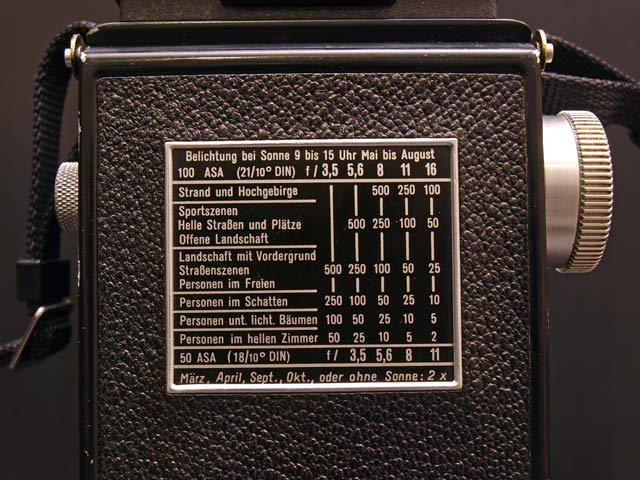 Belichtung bei Sonne 9 bis 15 Uhr Mai bis August
100 ASA (21/10° DIN) f/ 3,5 5,6 8 11 16
Strand und Hochgebirge 500 250 100
Sportszenen
Helle Straßen und Plätze 500 250 100 50
Offene Landschaft
Landschaft mit Vordergrund
Straßenszenen 500 250 100 50 25
Personen im Freien
Personen im Schatten 250 100 50 25 10
Personen unt. licht. Bäumen 100 50 25 10 5
Personen im hellen Zimmer 50 25 10 5 2
50 ASA (18/10° DIN) f/ 3,5 5,6 8 11
März, April, Sept., Okt., oder ohne Sonne: 2 x